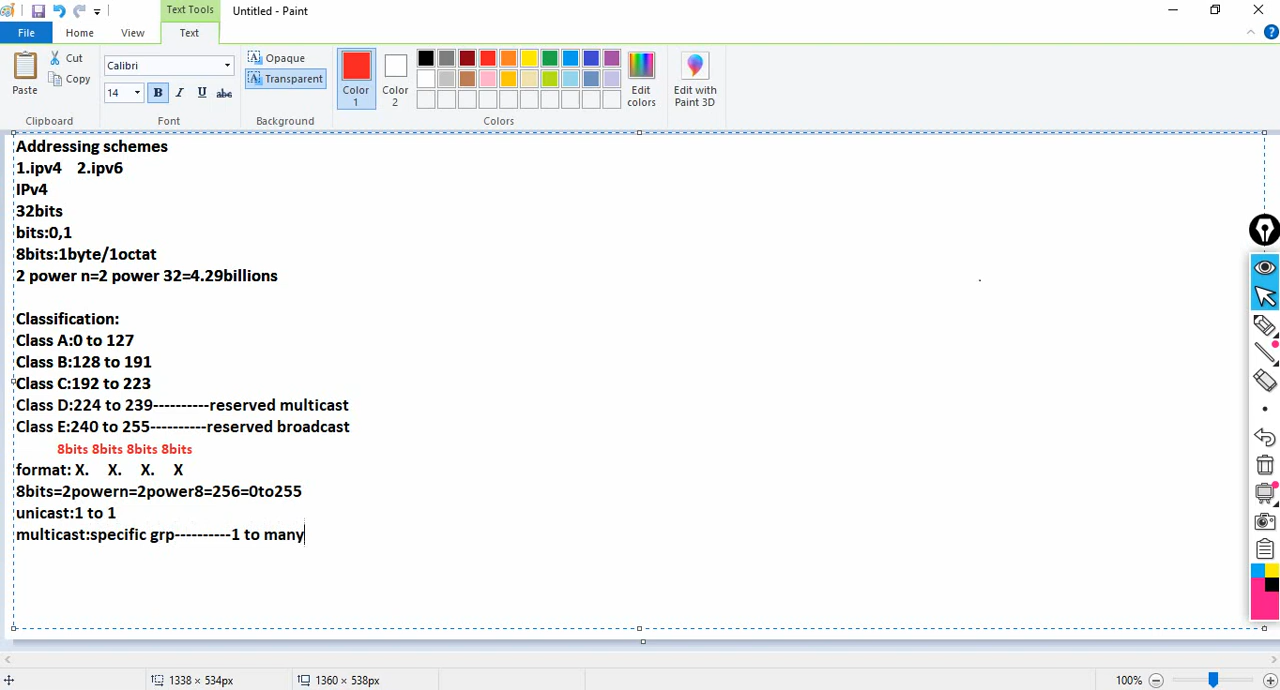 Text Tools
Untitled - Paint
File
Home
View
Text
Paste
Cut
Copy
Clipboard
Calibri
14
B I U abc
Font
Opaque
Transparent
Background
Color 1
Color 2
Edit colors
Colors
Edit with Paint 3D
Addressing schemes
1.ipv4 2.ipv6
IPv4
32bits
bits:0,1
8bits:1byte/1octat
2 power n=2 power 32=4.29billions
Classification:
Class A:0 to 127
Class B:128 to 191
Class C:192 to 223
Class D:224 to 239----------reserved multicast
Class E:240 to 255----------reserved broadcast
8bits 8bits 8bits 8bits
format: X. X. X. X
8bits=2powern=2power8=256=0to255
unicast:1 to 1
multicast:specific grp----------1 to many
1338 × 534px
1360 × 538px
100%